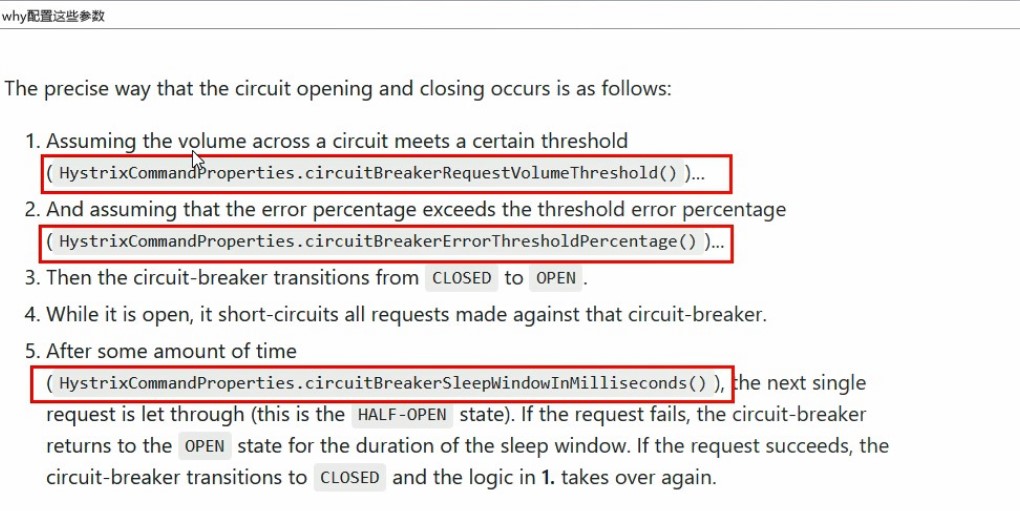 why配置这些参数
The precise way that the circuit opening and closing occurs is as follows:
1. Assuming the volume across a circuit meets a certain threshold
( HystrixCommandProperties.circuitBreakerRequestVolumeThreshold() )...
2. And assuming that the error percentage exceeds the threshold error percentage
( HystrixCommandProperties.circuitBreakerErrorThresholdPercentage() )...
3. Then the circuit-breaker transitions from CLOSED to OPEN .
4. While it is open, it short-circuits all requests made against that circuit-breaker.
5. After some amount of time
( HystrixCommandProperties.circuitBreakerSleepWindowInMilliseconds() ), the next single
request is let through (this is the HALF-OPEN state). If the request fails, the circuit-breaker
returns to the OPEN state for the duration of the sleep window. If the request succeeds, the
circuit-breaker transitions to CLOSED and the logic in 1. takes over again.